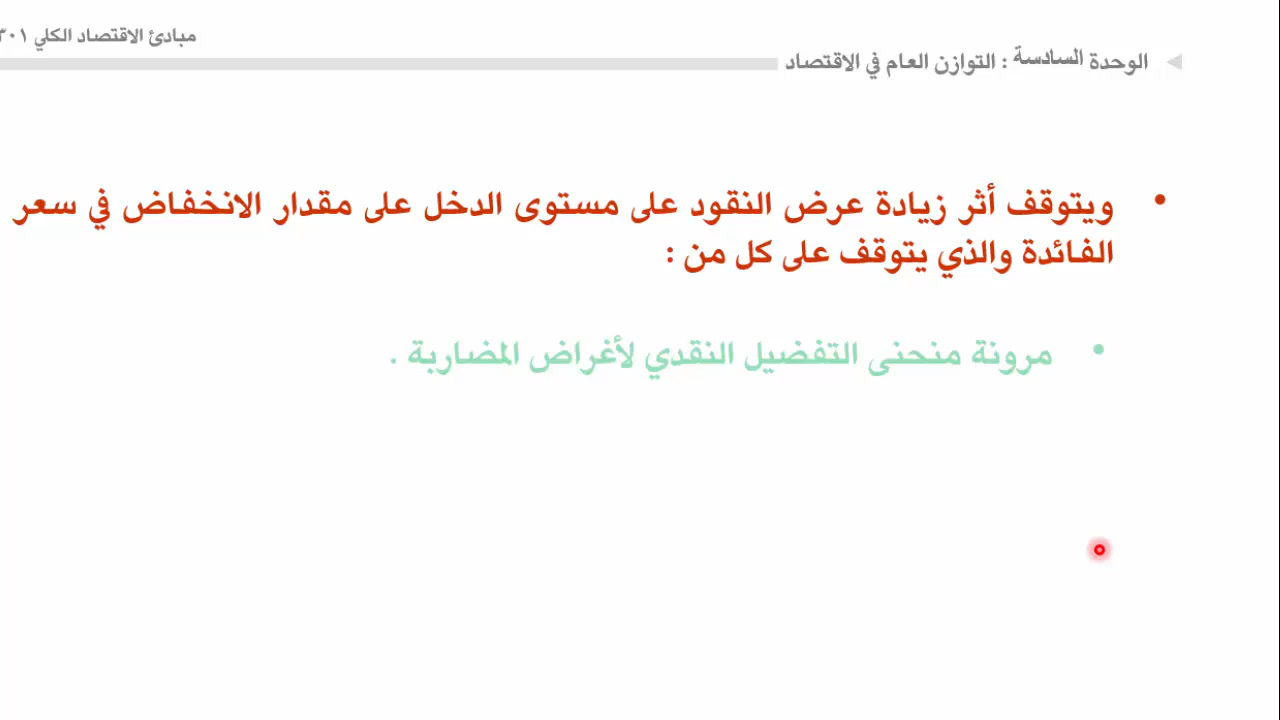 مبادئ الاقتصاد الكلي ٣٠١
الوحدة السادسة : التوازن العام في الاقتصاد
• ويتوقف أثر زيادة عرض النقود على مستوى الدخل على مقدار الانخفاض في سعر
الفائدة والذي يتوقف على كل من :
• مرونة منحنى التفضيل النقدي لأغراض المضاربة .